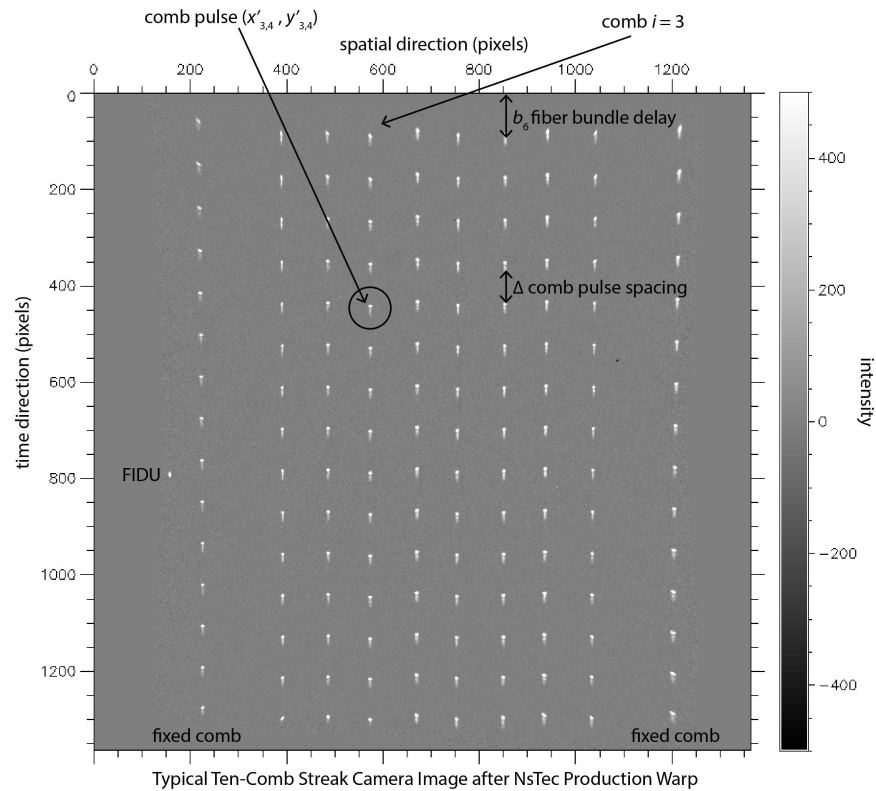 comb pulse (x′3,4 , y′3,4)
comb i = 3
spatial direction (pixels)
0 200 400 600 800 1000 1200
0
b6 fiber bundle delay
400
200
200
400
Δ comb pulse spacing
200
time direction (pixels)
intensity
0
600
FIDU
800
−200
1000
1200
−400
fixed comb fixed comb
Typical Ten-Comb Streak Camera Image after NsTec Production Warp